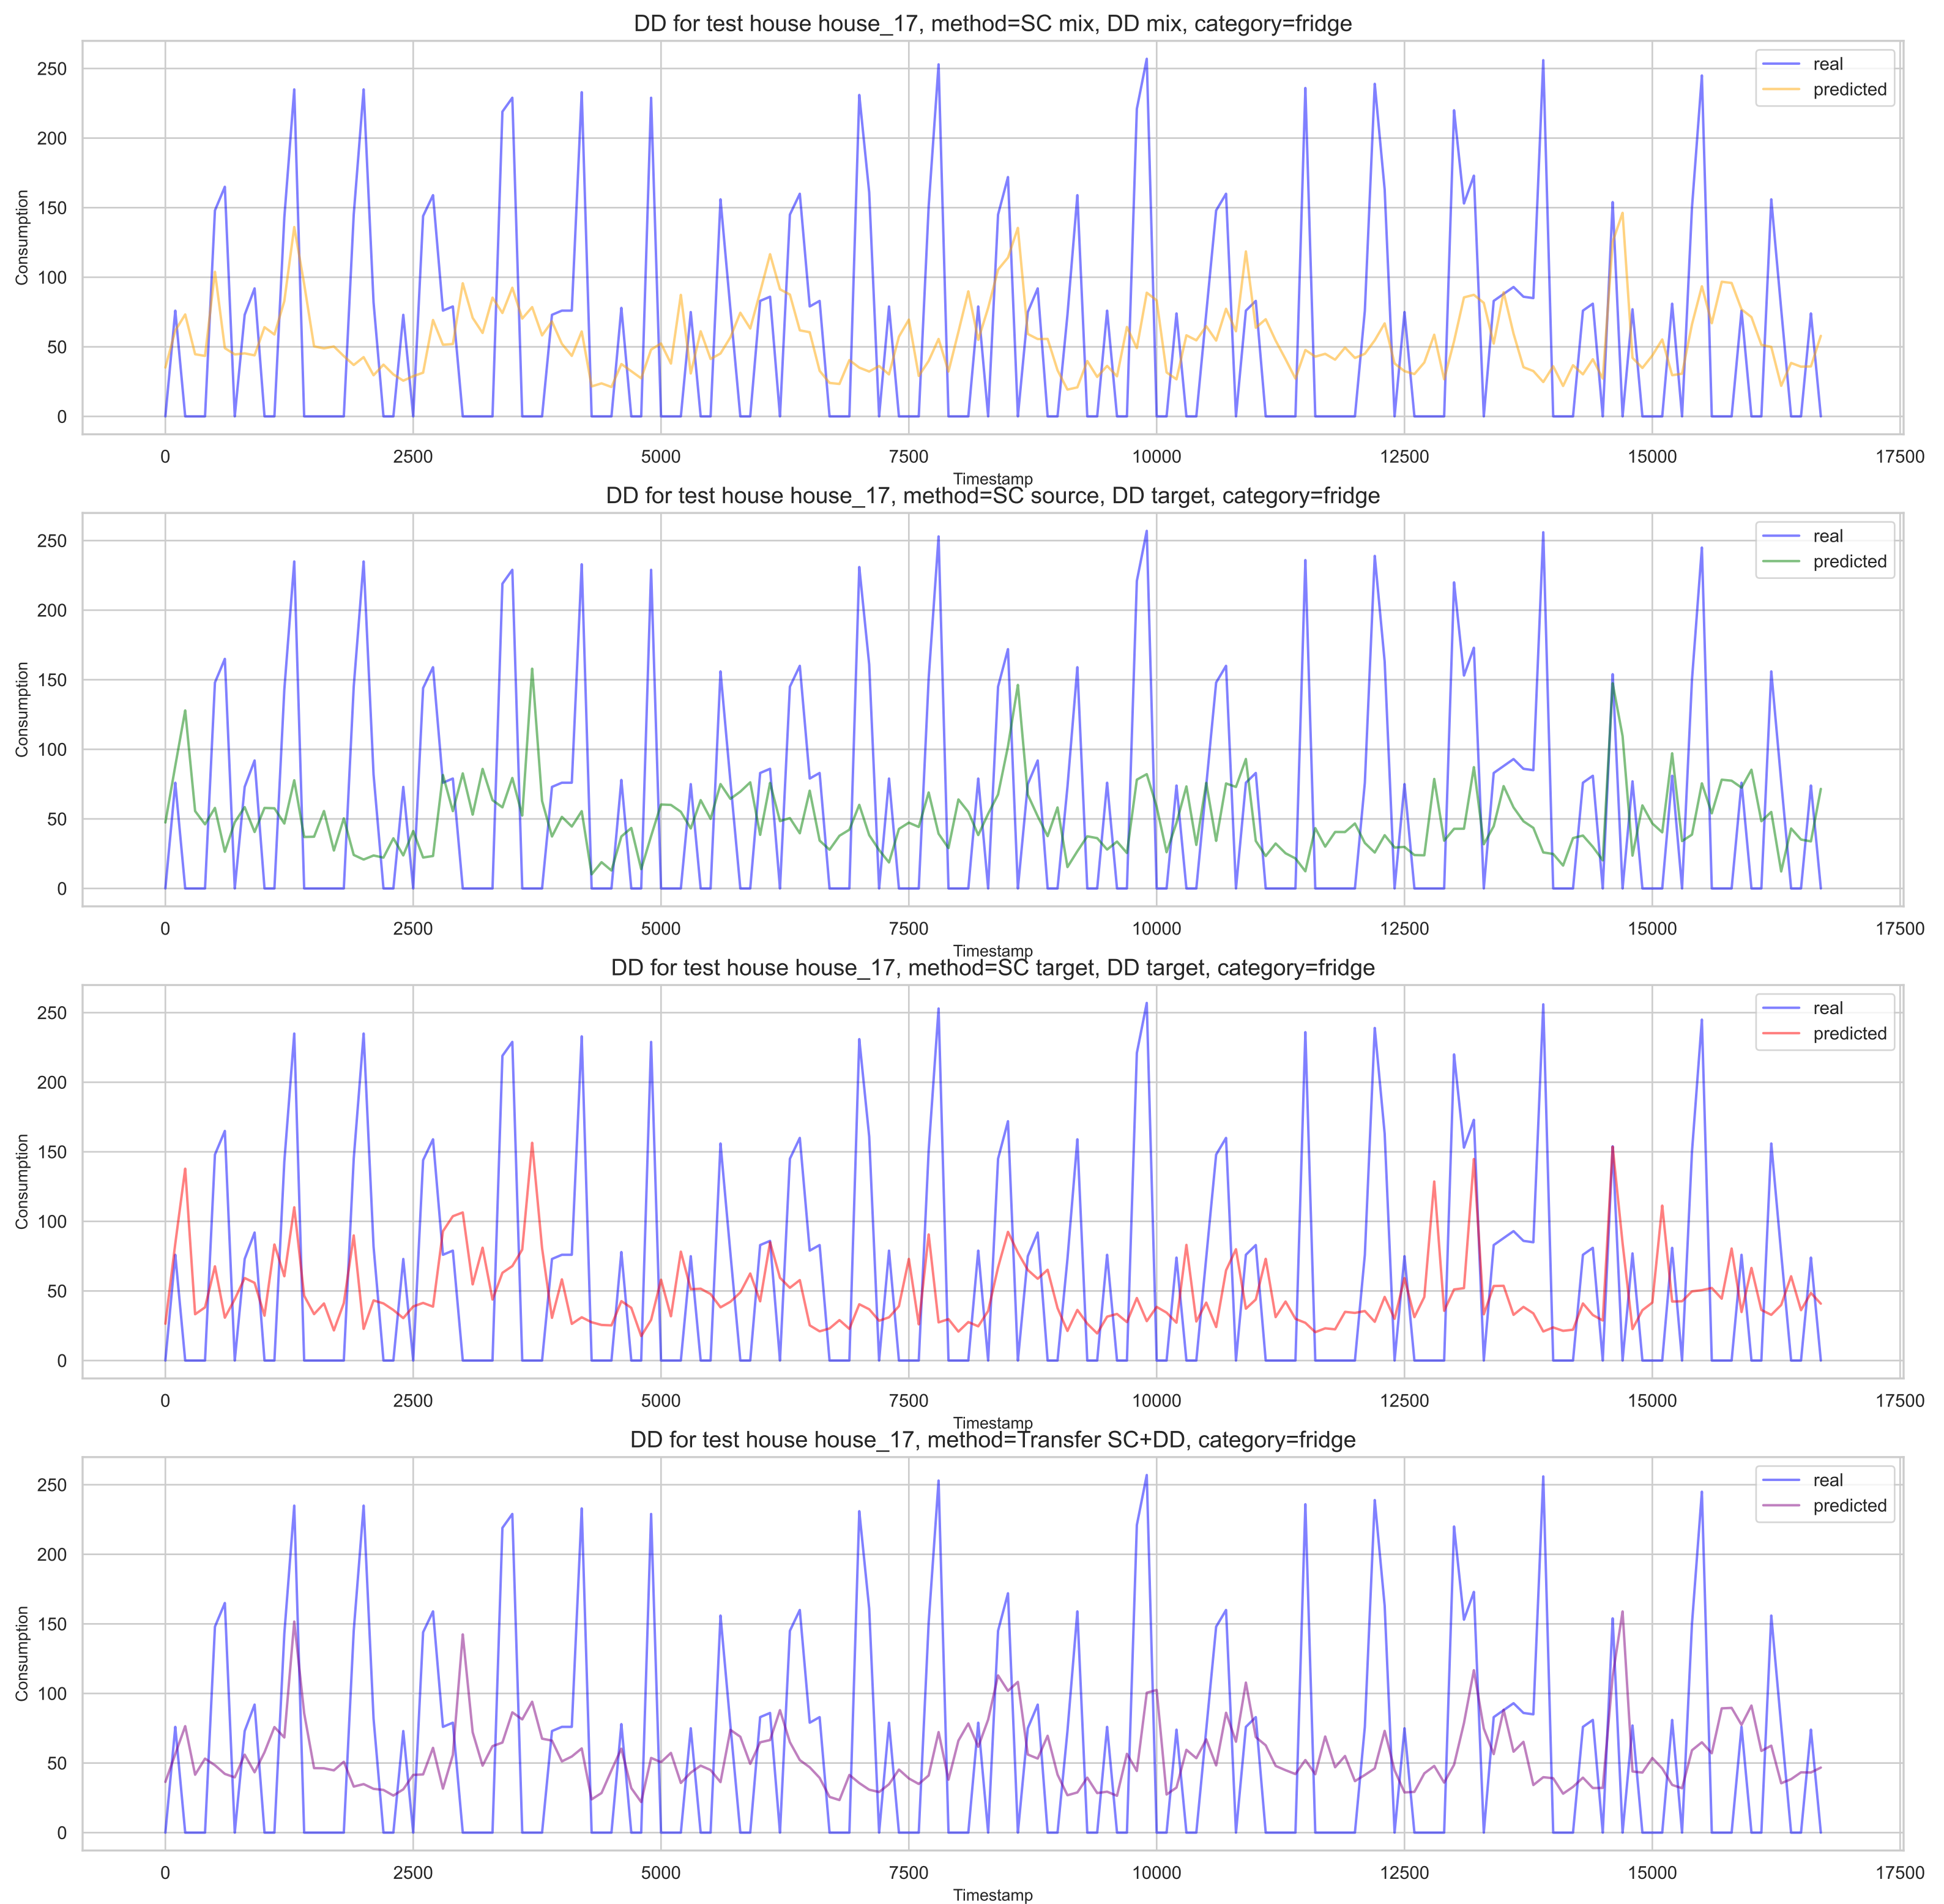 DD for test house house_17, method=SC mix, DD mix, category=fridge
250
200
150
100
50
0
Consumption
real
predicted
0 2500 5000 7500 10000 12500 15000 17500
Timestamp
DD for test house house_17, method=SC source, DD target, category=fridge
250
200
150
100
50
0
Consumption
real
predicted
0 2500 5000 7500 10000 12500 15000 17500
Timestamp
DD for test house house_17, method=SC target, DD target, category=fridge
250
200
150
100
50
0
Consumption
real
predicted
0 2500 5000 7500 10000 12500 15000 17500
Timestamp
DD for test house house_17, method=Transfer SC+DD, category=fridge
250
200
150
100
50
0
Consumption
real
predicted
0 2500 5000 7500 10000 12500 15000 17500
Timestamp